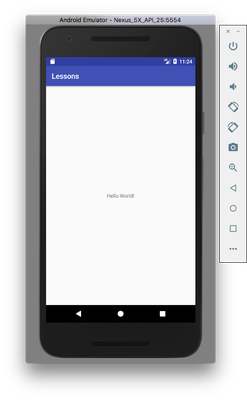 Android Emulator - Nexus_5X_API_25:5554
11:24
Lessons
Hello World!